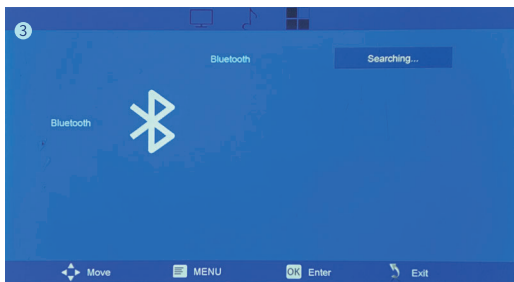 3
Bluetooth
Searching...
Bluetooth
Move
MENU
OK Enter
Exit